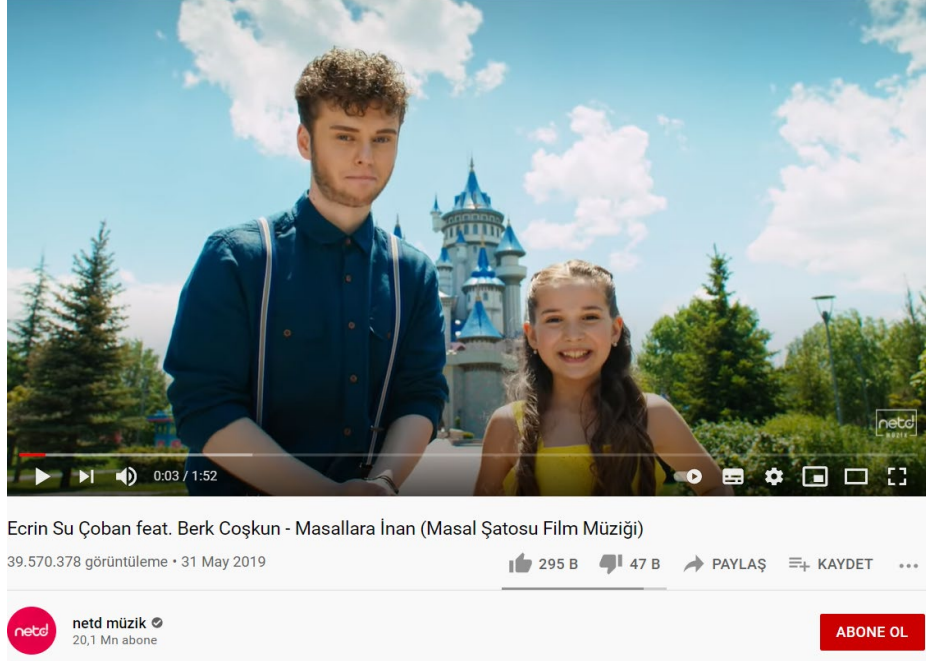 netd
MÜZİK
0:03 / 1:52
Ecrin Su Çoban feat. Berk Coşkun - Masallara İnan (Masal Şatosu Film Müziği)
39.570.378 görüntüleme • 31 May 2019
295 B
47 B
PAYLAŞ
KAYDET
netd
netd müzik
20,1 Mn abone
ABONE OL